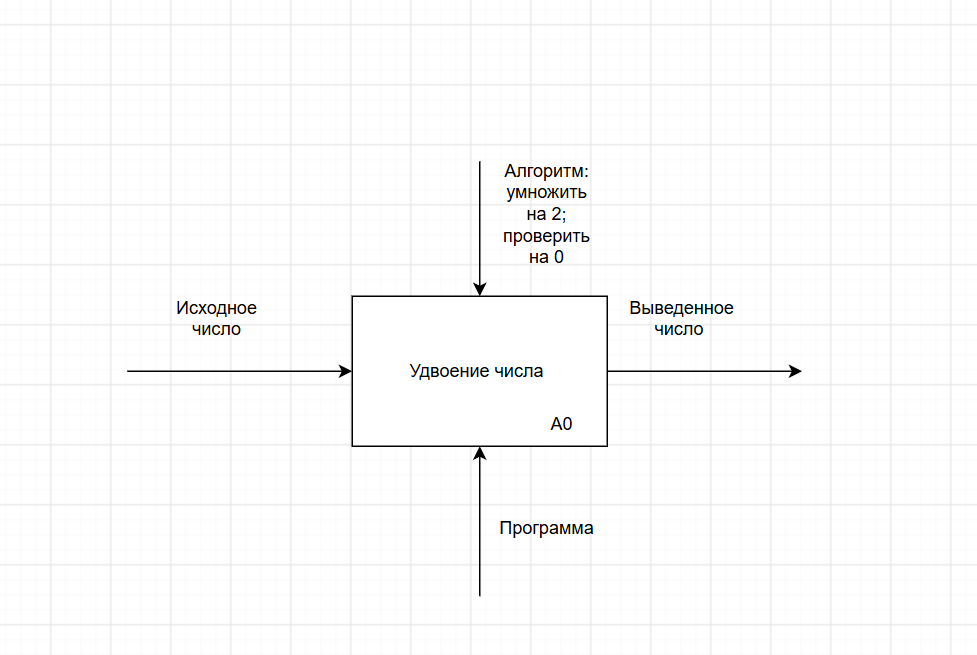 Алгоритм:
умножить
на 2;
проверить
на 0
Исходное
число
Выведенное
число
Удвоение числа
А0
Программа